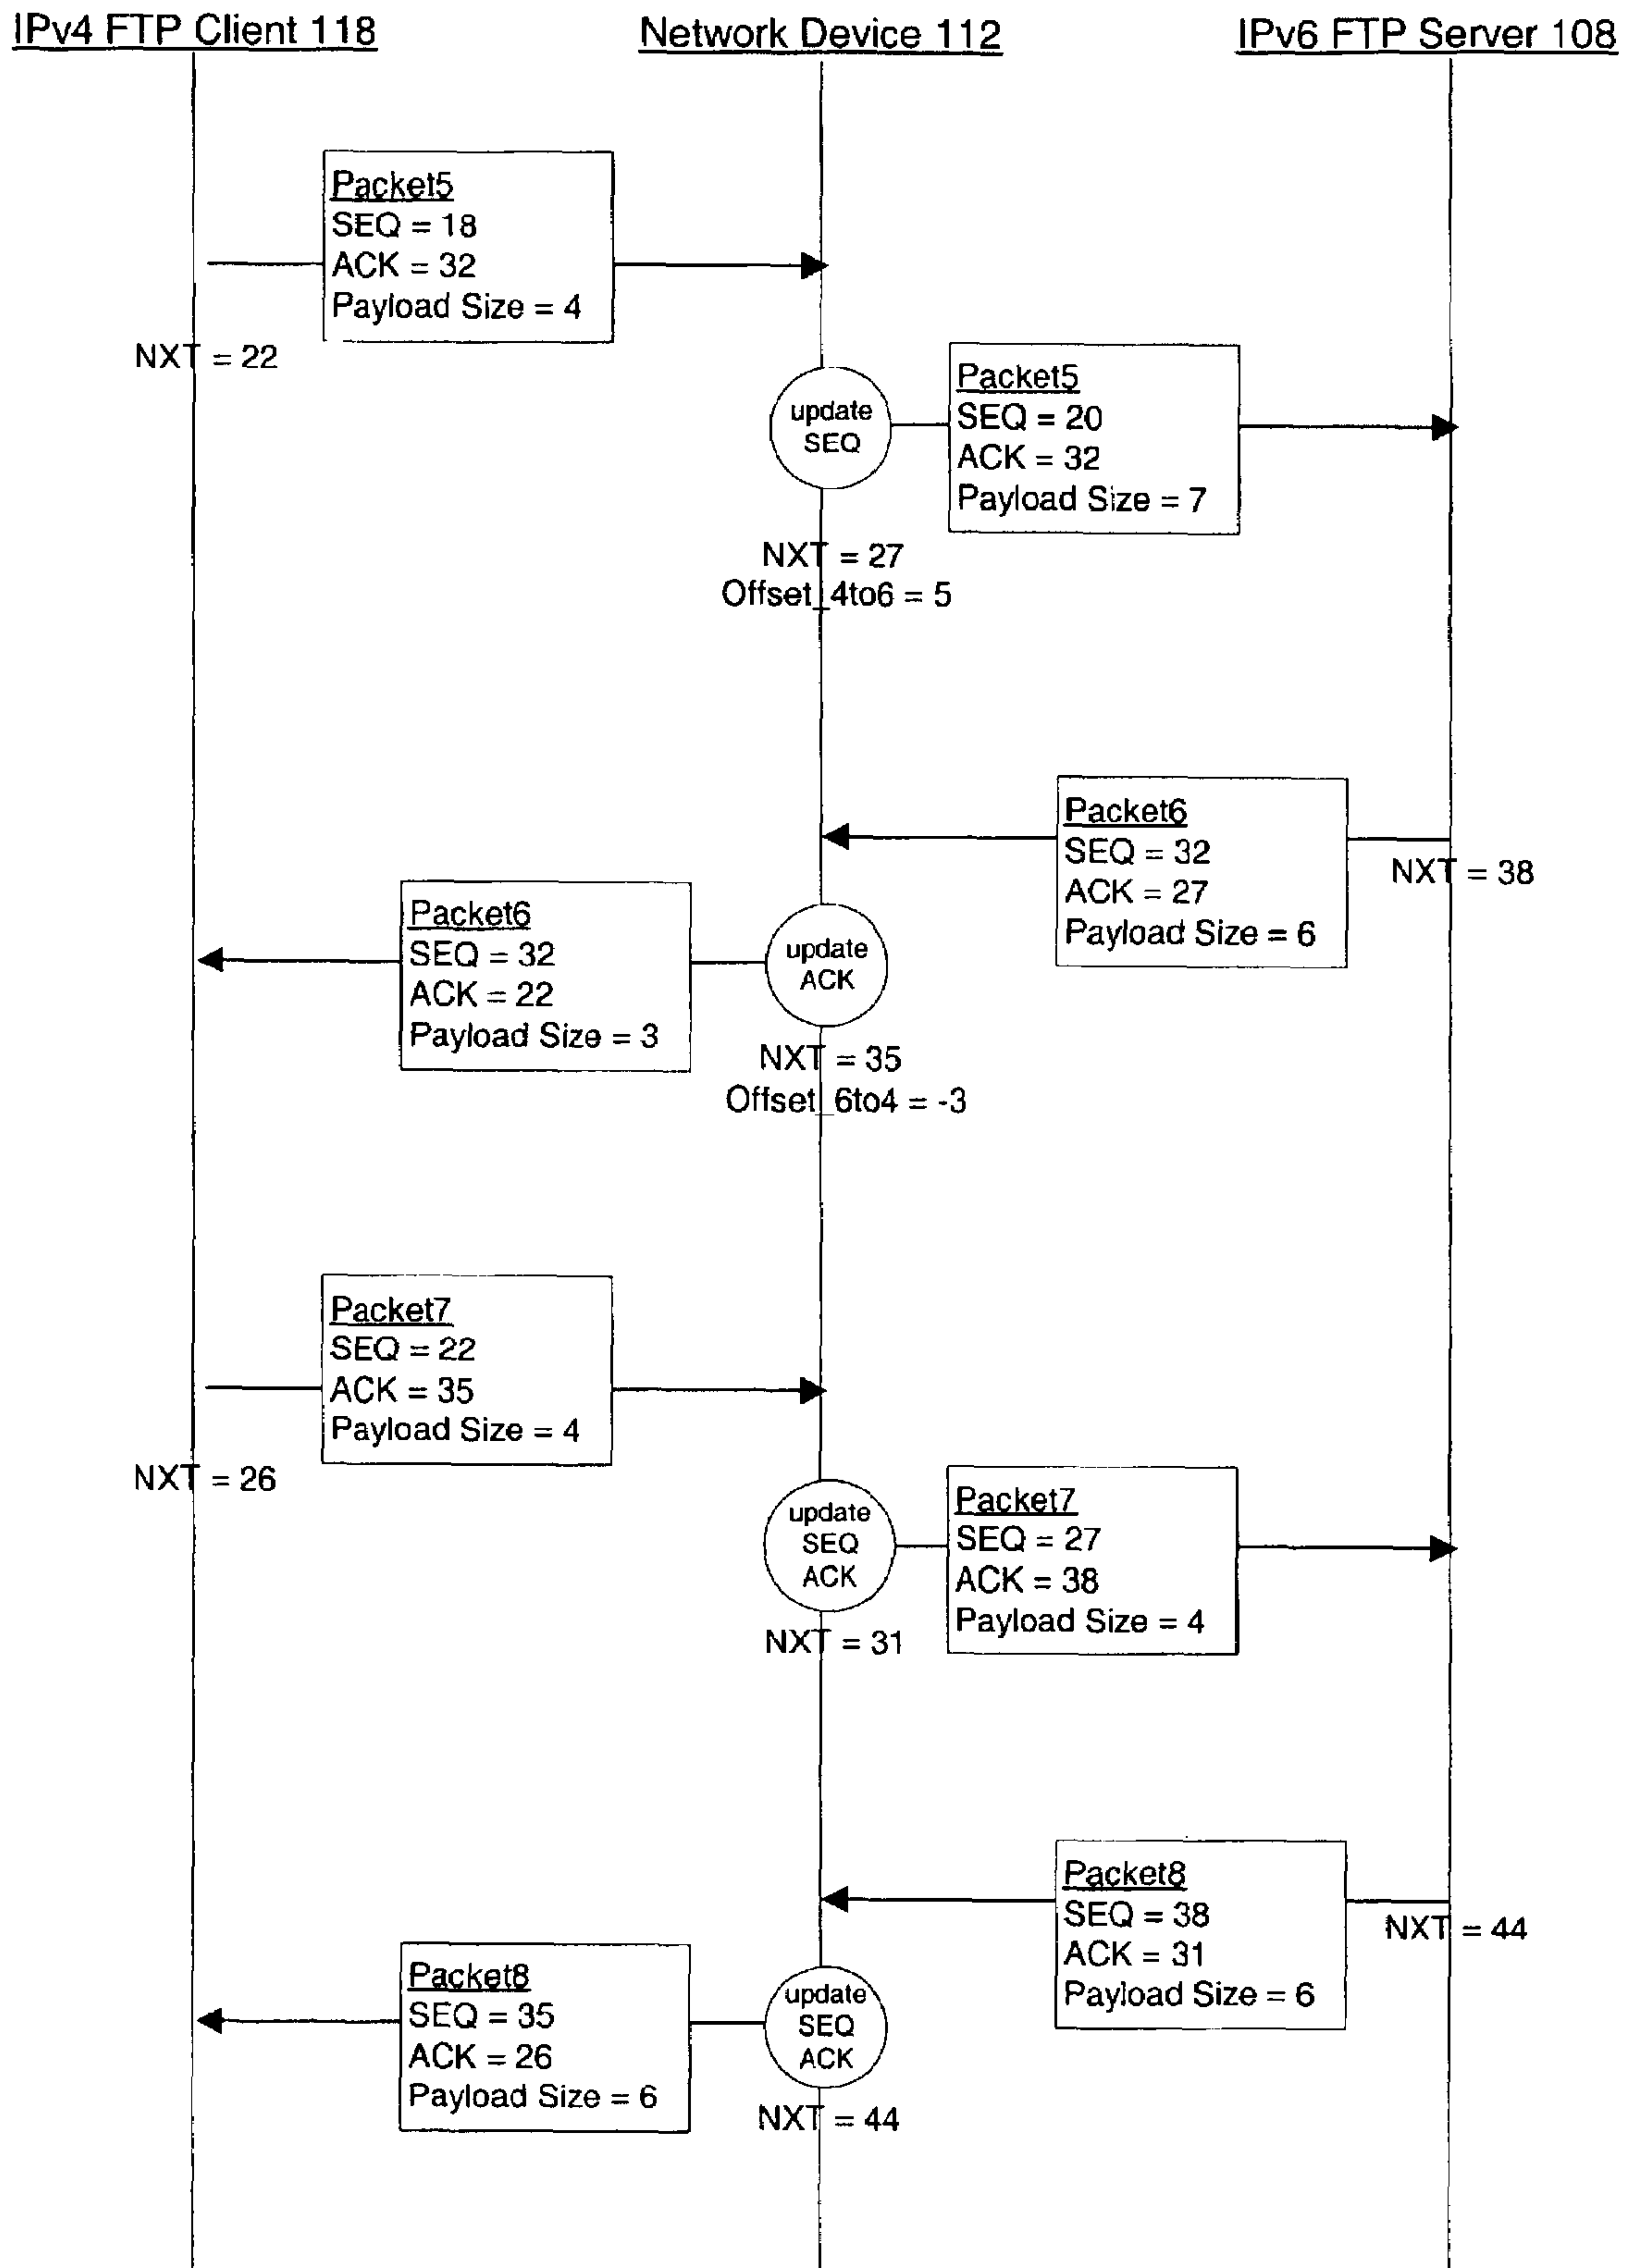 IPv4 FTP Client 118
Network Device 112
IPv6 FTP Server 108
Packet5
SEQ = 18
ACK = 32
Payload Size = 4
NXT = 22
update
SEQ
Packet5
SEQ = 20
ACK = 32
Payload Size = 7
NXT = 27
Offset_4to6 = 5
Packet6
SEQ = 32
ACK = 27
Payload Size = 6
NXT = 38
Packet6
SEQ = 32
ACK = 22
Payload Size = 3
update
ACK
NXT = 35
Offset_6to4 = -3
Packet7
SEQ = 22
ACK = 35
Payload Size = 4
NXT = 26
update
SEQ
ACK
Packet7
SEQ = 27
ACK = 38
Payload Size = 4
NXT = 31
Packet8
SEQ = 38
ACK = 31
Payload Size = 6
NXT = 44
Packet8
SEQ = 35
ACK = 26
Payload Size = 6
update
SEQ
ACK
NXT = 44